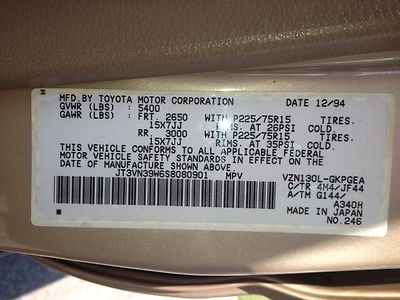 MFD.BY TOYOTA MOTOR CORPORATION DATE 12/94
GVWR (LBS) : 5400
GAWR (LBS) : FRT. 2650 WITH P225/75R15 TIRES.
15X7JJ RIMS. AT 26PSI COLD.
RR. 3000 WITH P225/75R15 TIRES.
15X7JJ RIMS. AT 35PSI COLD.
THIS VEHICLE CONFORMS TO ALL APPLICABLE FEDERAL
MOTOR VEHICLE SAFETY STANDARDS IN EFFECT ON THE
DATE OF MANUFACTURE SHOWN ABOVE.
JT3VN39W6S8080901 MPV
VZN130L-GKPGEA
C/TR 4M4/JF44
A/TM G144/
A340H
MADE IN JAPAN
NO.246